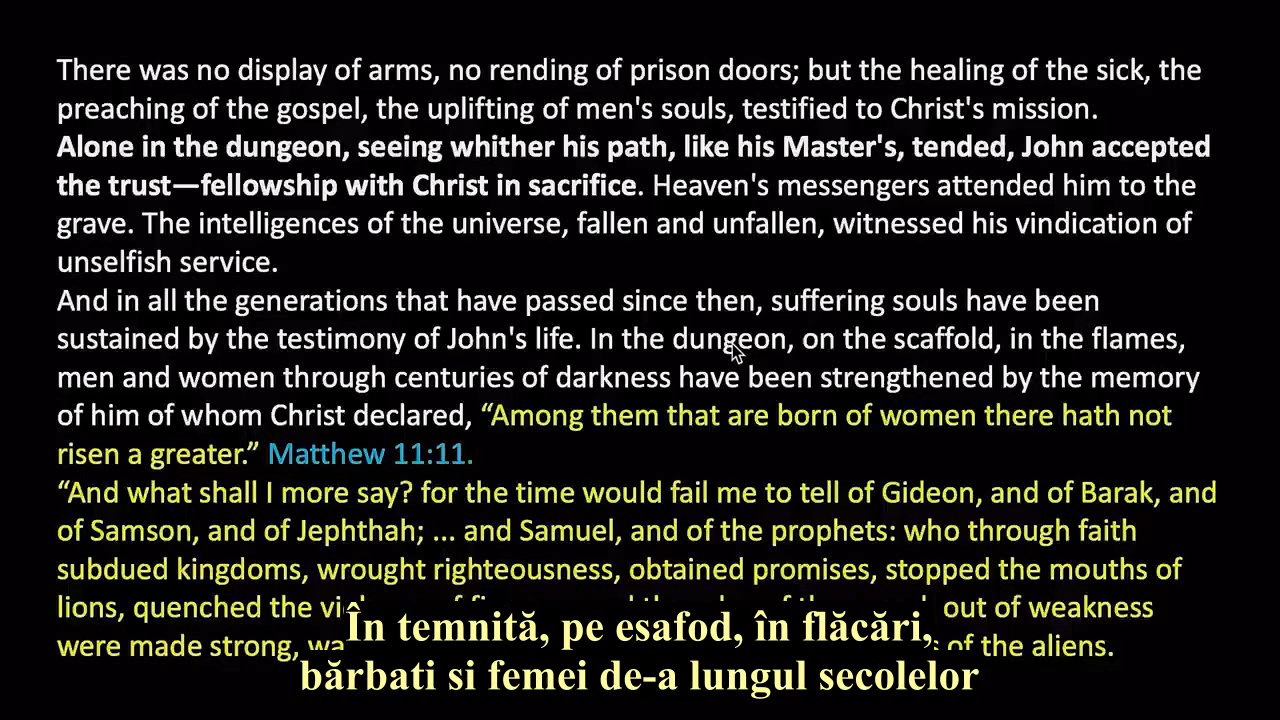 There was no display of arms, no rending of prison doors; but the healing of the sick, the
preaching of the gospel, the uplifting of men's souls, testified to Christ's mission.
Alone in the dungeon, seeing whither his path, like his Master's, tended, John accepted
the trust—fellowship with Christ in sacrifice. Heaven's messengers attended him to the
grave. The intelligences of the universe, fallen and unfallen, witnessed his vindication of
unselfish service.
And in all the generations that have passed since then, suffering souls have been
sustained by the testimony of John's life. In the dungeon, on the scaffold, in the flames,
men and women through centuries of darkness have been strengthened by the memory
of him of whom Christ declared, “Among them that are born of women there hath not
risen a greater.” Matthew 11:11.
“And what shall I more say? for the time would fail me to tell of Gideon, and of Barak, and
of Samson, and of Jephthah; ... and Samuel, and of the prophets: who through faith
subdued kingdoms, wrought righteousness, obtained promises, stopped the mouths of
lions, quenched the out of weakness
were made strong, of the aliens.
În temnită, pe esafod, în flăcări,
bărbati si femei de-a lungul secolelor